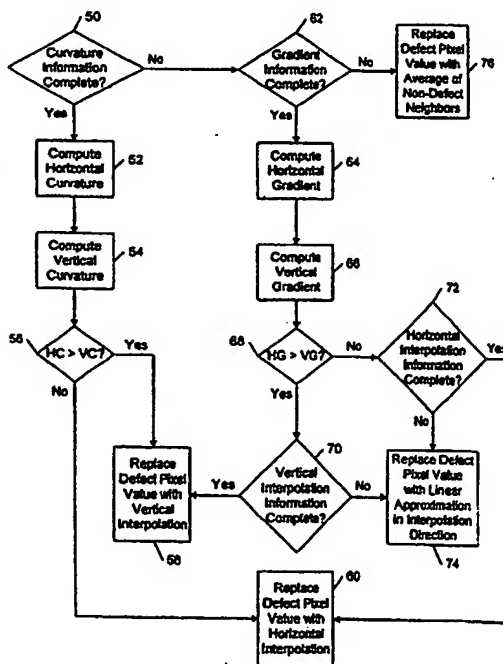 50
62
Curvature
Information
Complete?
No
Gradient
Information
Complete?
No
Replace
Defect Pixel
Value with
Average of
Non-Defect
Neighbors
76
Yes
Yes
Compute
Horizontal
Curvature
52
Compute
Horizontal
Gradient
64
Compute
Vertical
Curvature
54
Compute
Vertical
Gradient
66
72
56
HC > VC?
Yes
No
68
HG > VG?
No
Yes
Horizontal
Interpolation
Information
Complete?
Yes
No
70
Replace Defect
Pixel Value with
Vertical
Interpolation
58
Yes
Vertical
Interpolation
Information
Complete?
No
Replace Defect
Pixel Value
with Linear
Approximation
in Interpolation
Direction
74
60
Replace
Defect Pixel
Value with
Horizontal
Interpolation